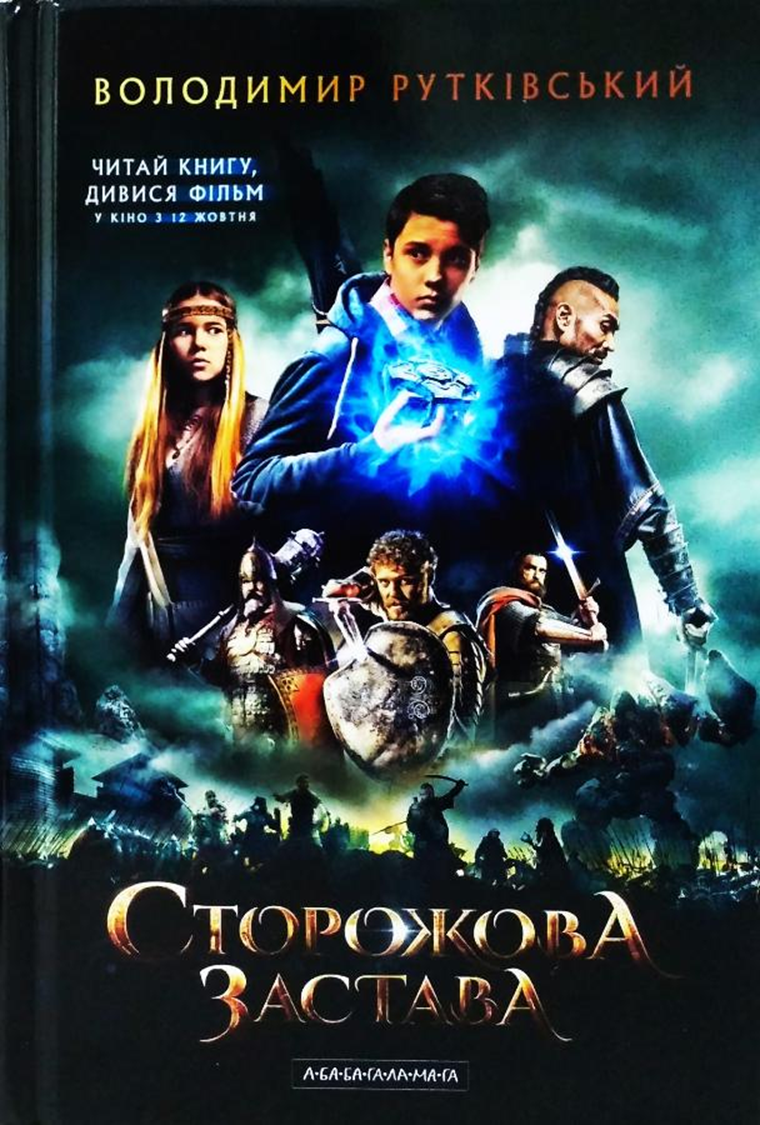 ВОЛОДИМИР РУТКІВСЬКИЙ
ЧИТАЙ КНИГУ,
ДИВИСЯ ФІЛЬМ
У КІНО З 12 ЖОВТНЯ
СТОРОЖОВА
ЗАСТАВА
А·БА·БА·ГА·ЛА·МА·ГА